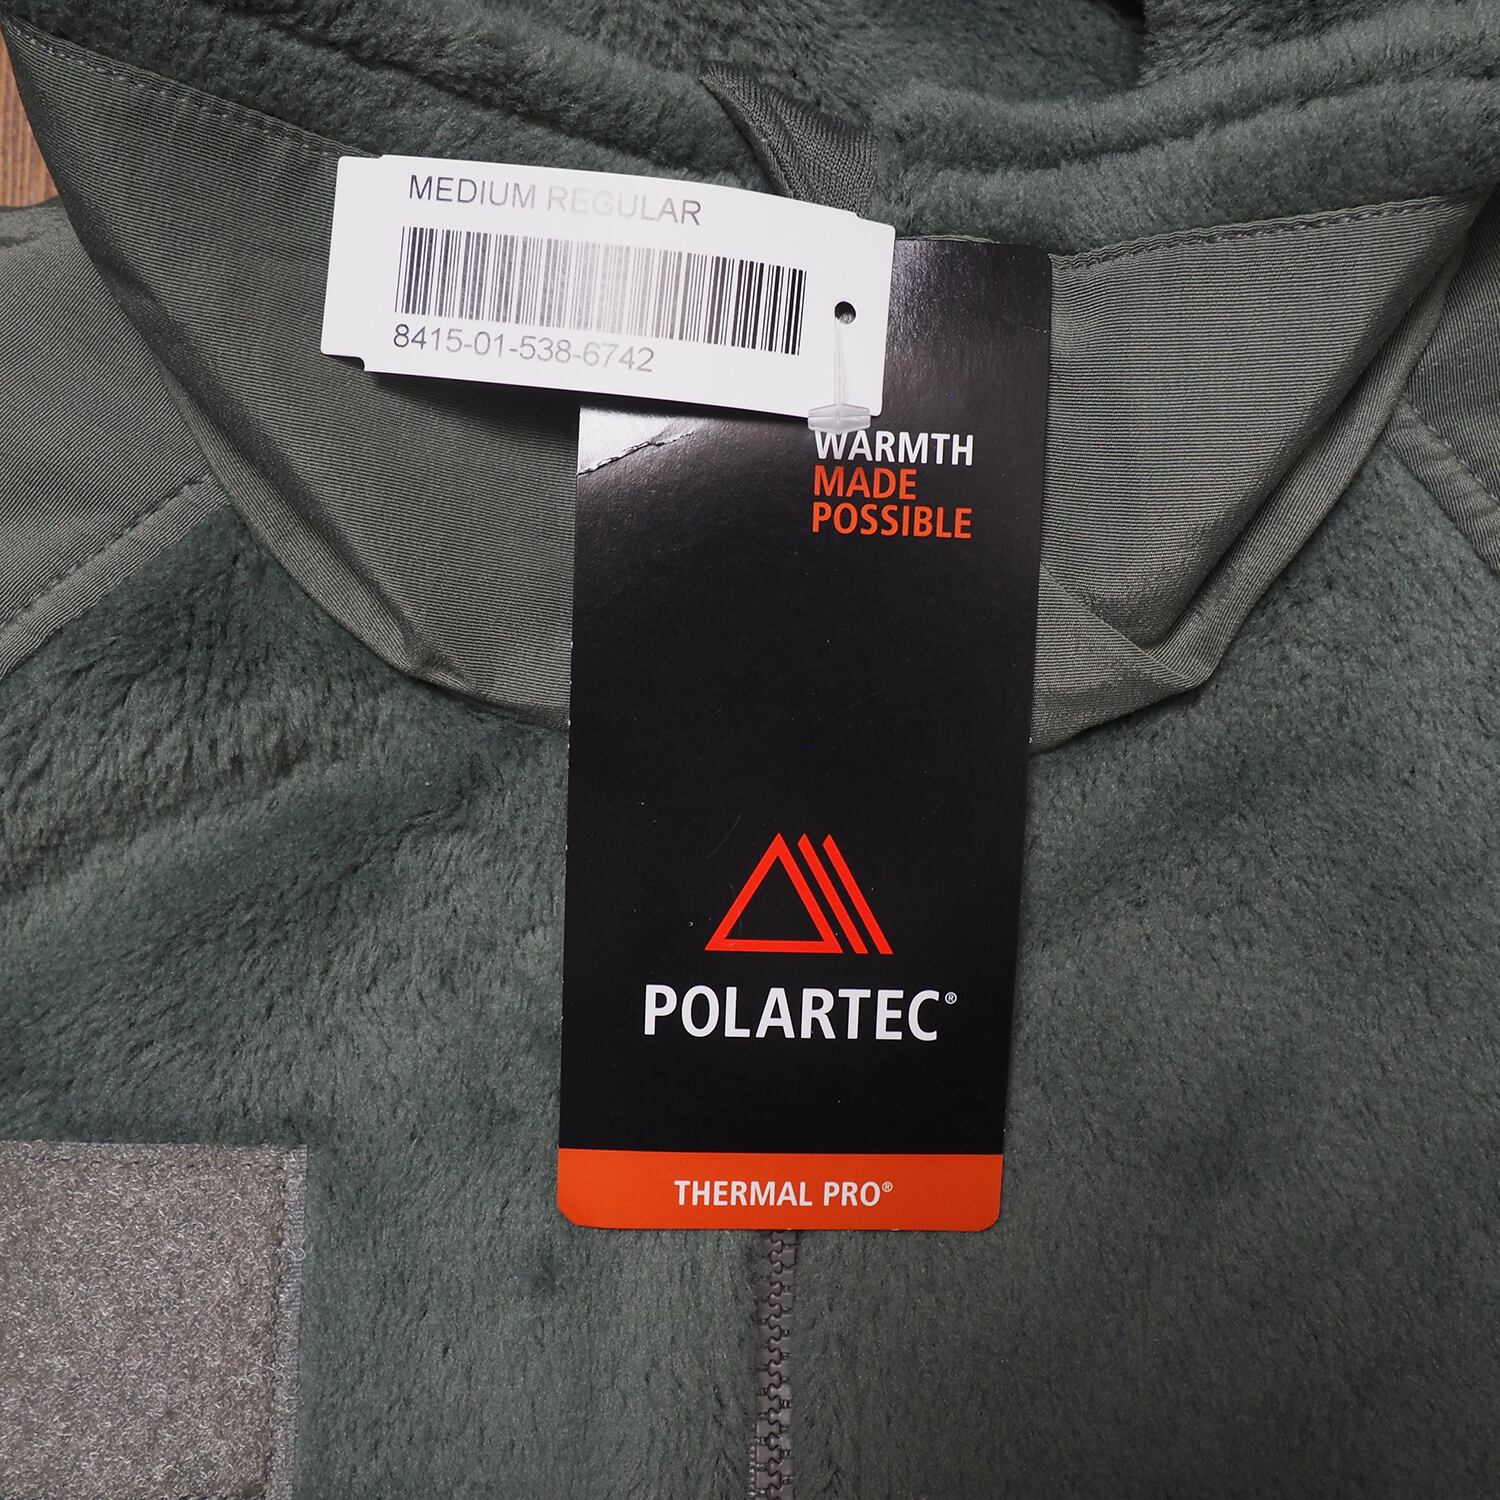 MEDIUM REGULAR
8415-01-538-6742
WARMTH
MADE
POSSIBLE
POLARTEC®
THERMAL PRO®